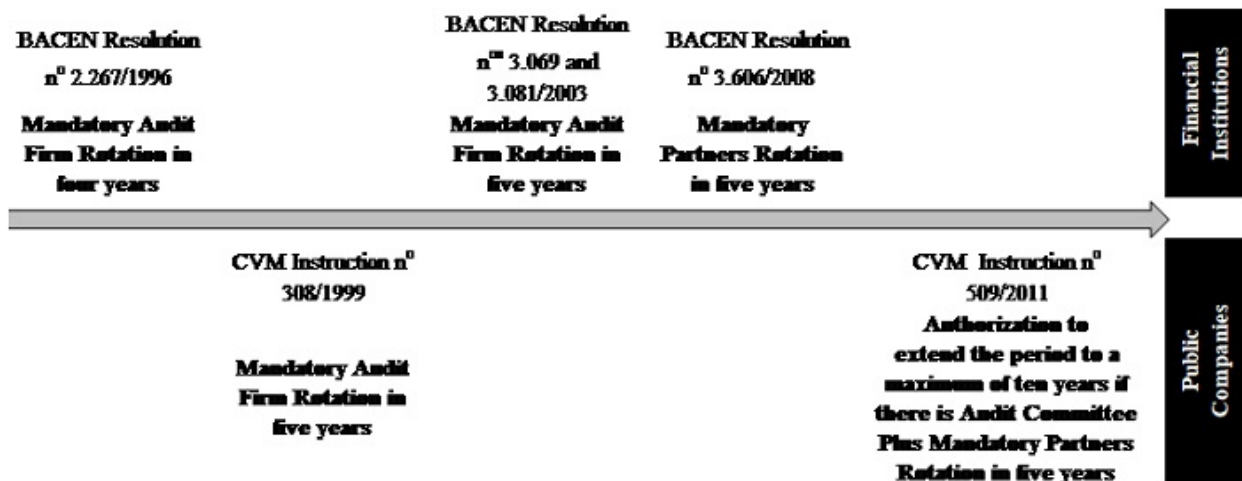 BACEN Resolution
nº 2.267/1996
Mandatory Audit
Firm Rotation in
four years
BACEN Resolution
nºˢ 3.069 and
3.081/2003
Mandatory Audit
Firm Rotation in
five years
BACEN Resolution
nº 3.606/2008
Mandatory
Partners Rotation
in five years
Financial
Institutions
CVM Instruction nº
308/1999
Mandatory Audit
Firm Rotation in
five years
CVM Instruction nº
509/2011
Authorization to
extend the period to a
maximum of ten years if
there is Audit Committee
Plus Mandatory Partners
Rotation in five years
Public
Companies